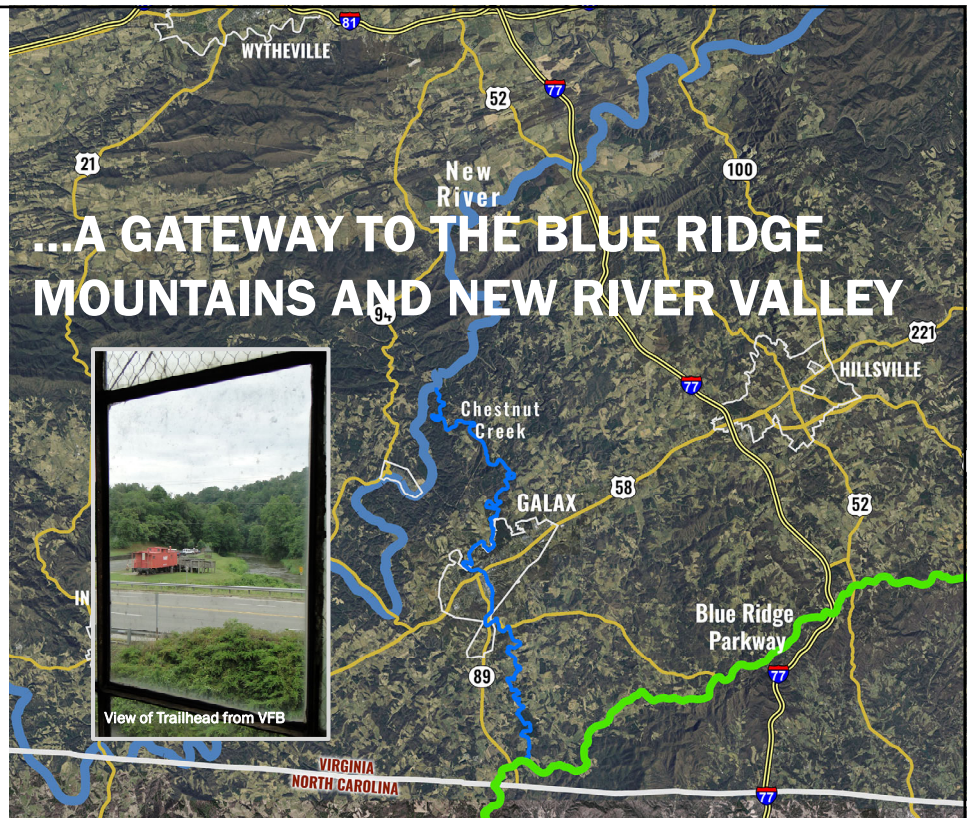 81
WYTHEVILLE
77
52
21
100
New
River
...A GATEWAY TO THE BLUE RIDGE
MOUNTAINS AND NEW RIVER VALLEY
94
221
HILLSVILLE
77
Chestnut
Creek
58
GALAX
52
IN
Blue Ridge
Parkway
89
77
View of Trailhead from VFB
VIRGINIA
NORTH CAROLINA
77